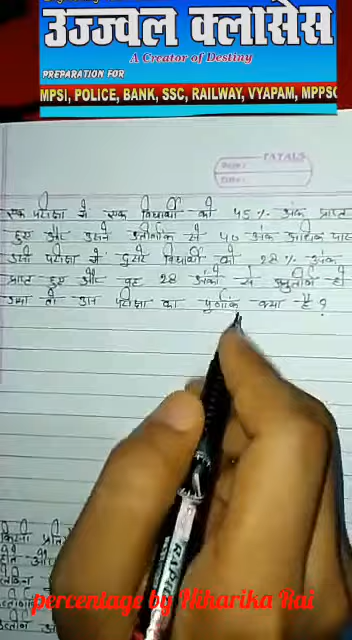 उज्ज्वल क्लासेस
A Creator of Destiny
PREPARATION FOR
MPSI, POLICE, BANK, SSC, RAILWAY, VYAPAM, MPPSC
TATALS
एक परीक्षा में एक विद्यार्थी को 45 % अंक प्राप्त
हुए और उसने उत्तीर्णांक से 40 अंक अधिक पाए
उसी परीक्षा में दूसरे विद्यार्थी को 28 % अंक
प्राप्त हुए और वह 28 अंकों से अनुत्तीर्ण हो
गया तो उस परीक्षा का पूर्णांक क्या है ?
percentage by Niharika Rai